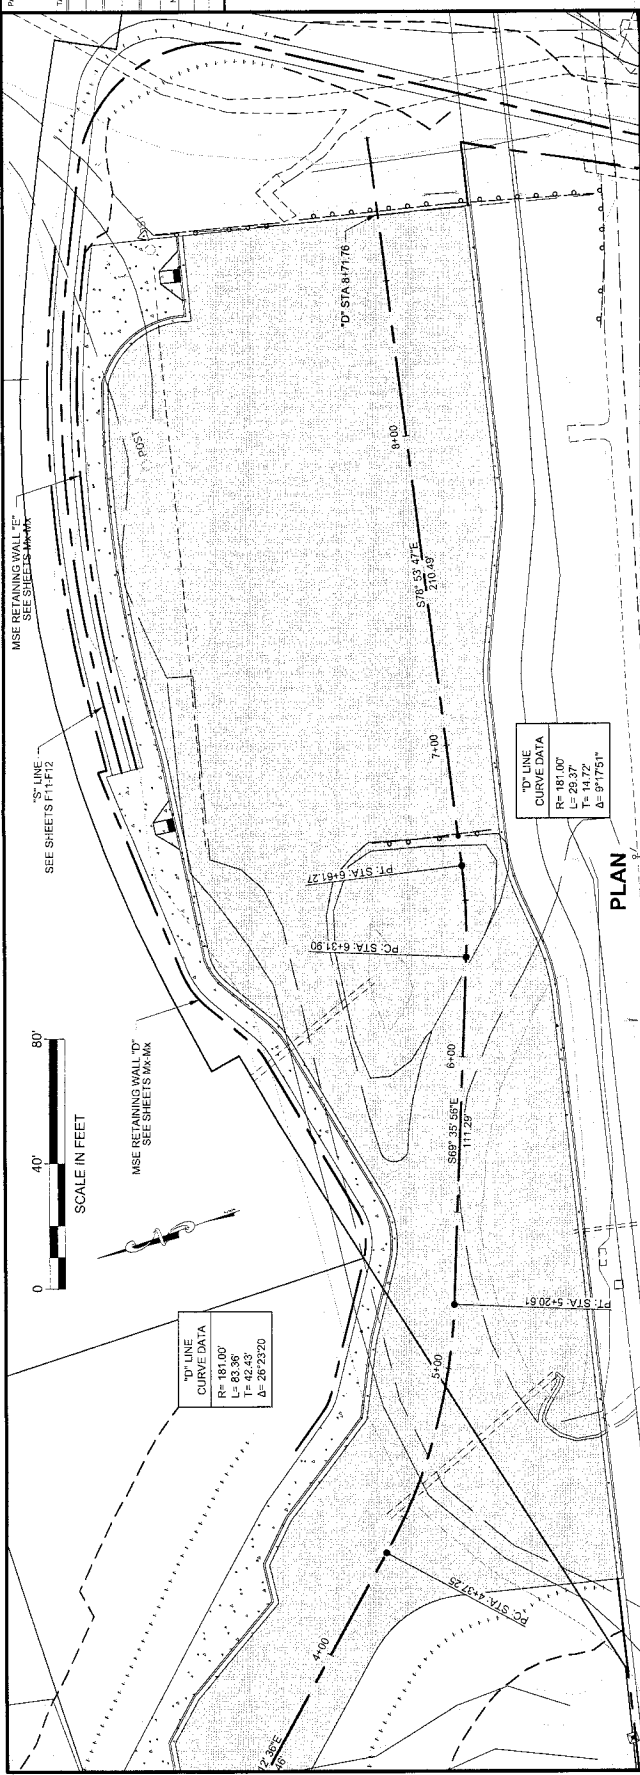 MSE RETAINING WALL "E"
SEE SHEETS Mx-Mx
"S" LINE
SEE SHEETS F11-F12
MSE RETAINING WALL "D"
SEE SHEETS Mx-Mx
0 40' 80'
SCALE IN FEET
"D" LINE
CURVE DATA
R= 181.00'
L= 83.36'
T= 42.43'
Δ= 26°23'20
POST
"D" STA 8+71.76
8+00
S78° 53' 47"E
210.49'
7+00
PT: STA: 6+61.27
PC: STA: 6+31.90
6+00
S69° 35' 56"E
111.29'
PT: STA: 5+20.61
5+00
PC: STA: 4+37.25
4+00
2' 36"E
46'
"D" LINE
CURVE DATA
R= 181.00'
L= 29.37'
T= 14.72'
Δ= 9°17'51"
PLAN